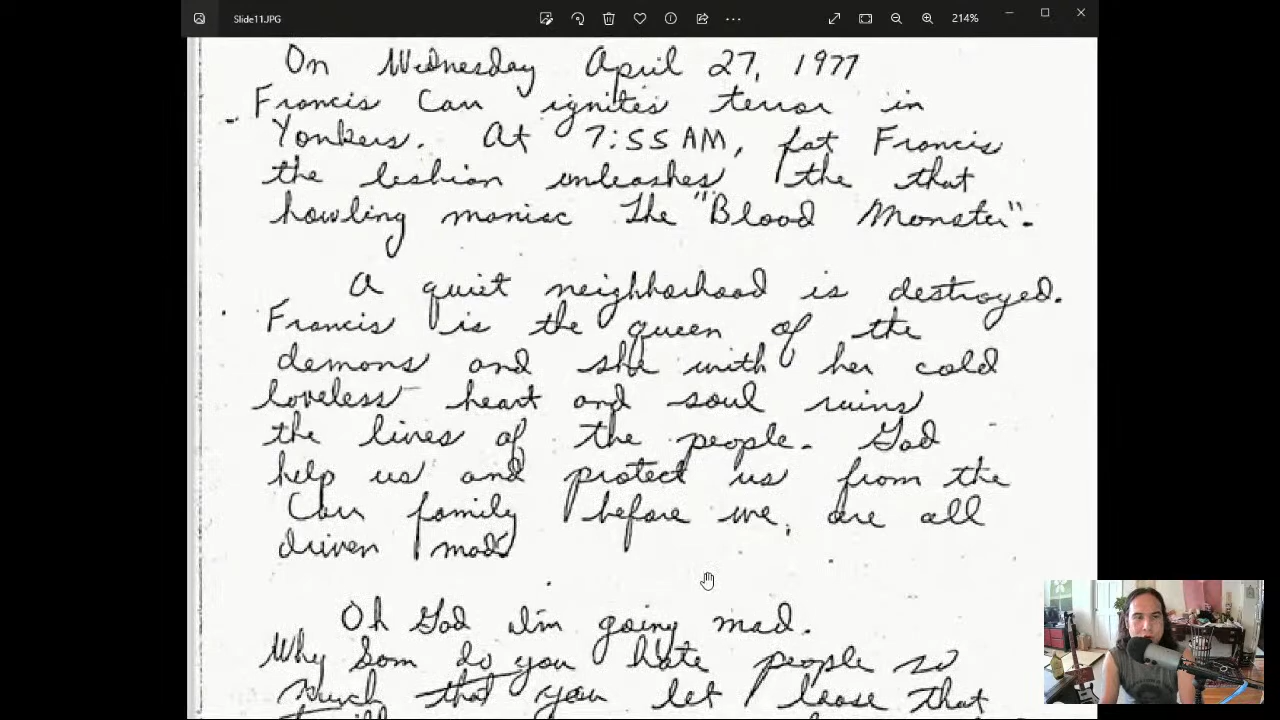 Slide11.JPG
214%
On Wednesday April 27, 1977
Francis Carr ignites terror in
Yonkers. At 7:55 AM, fat Francis
the lesbian unleashes the that
howling maniac the "Blood Monster".
A quiet neighborhood is destroyed.
Francis is the queen of the
demons and she with her cold
loveless heart and soul ruins
the lives of the people. God
help us and protect us from the
Carr family before we, are all
driven mad
Oh God I'm going mad.
Why Sam do you hate people so
much that you let loose that